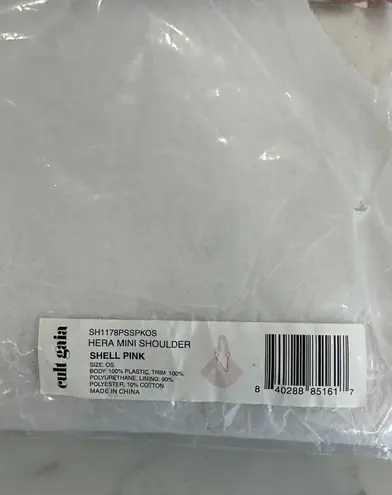 cult gaia
SH1178PSSPKOS
HERA MINI SHOULDER
SHELL PINK
SIZE: OS
BODY: 100% PLASTIC, TRIM: 100%
POLYURETHANE, LINING: 90%
POLYESTER, 10% COTTON
MADE IN CHINA
8 40288 85161 7